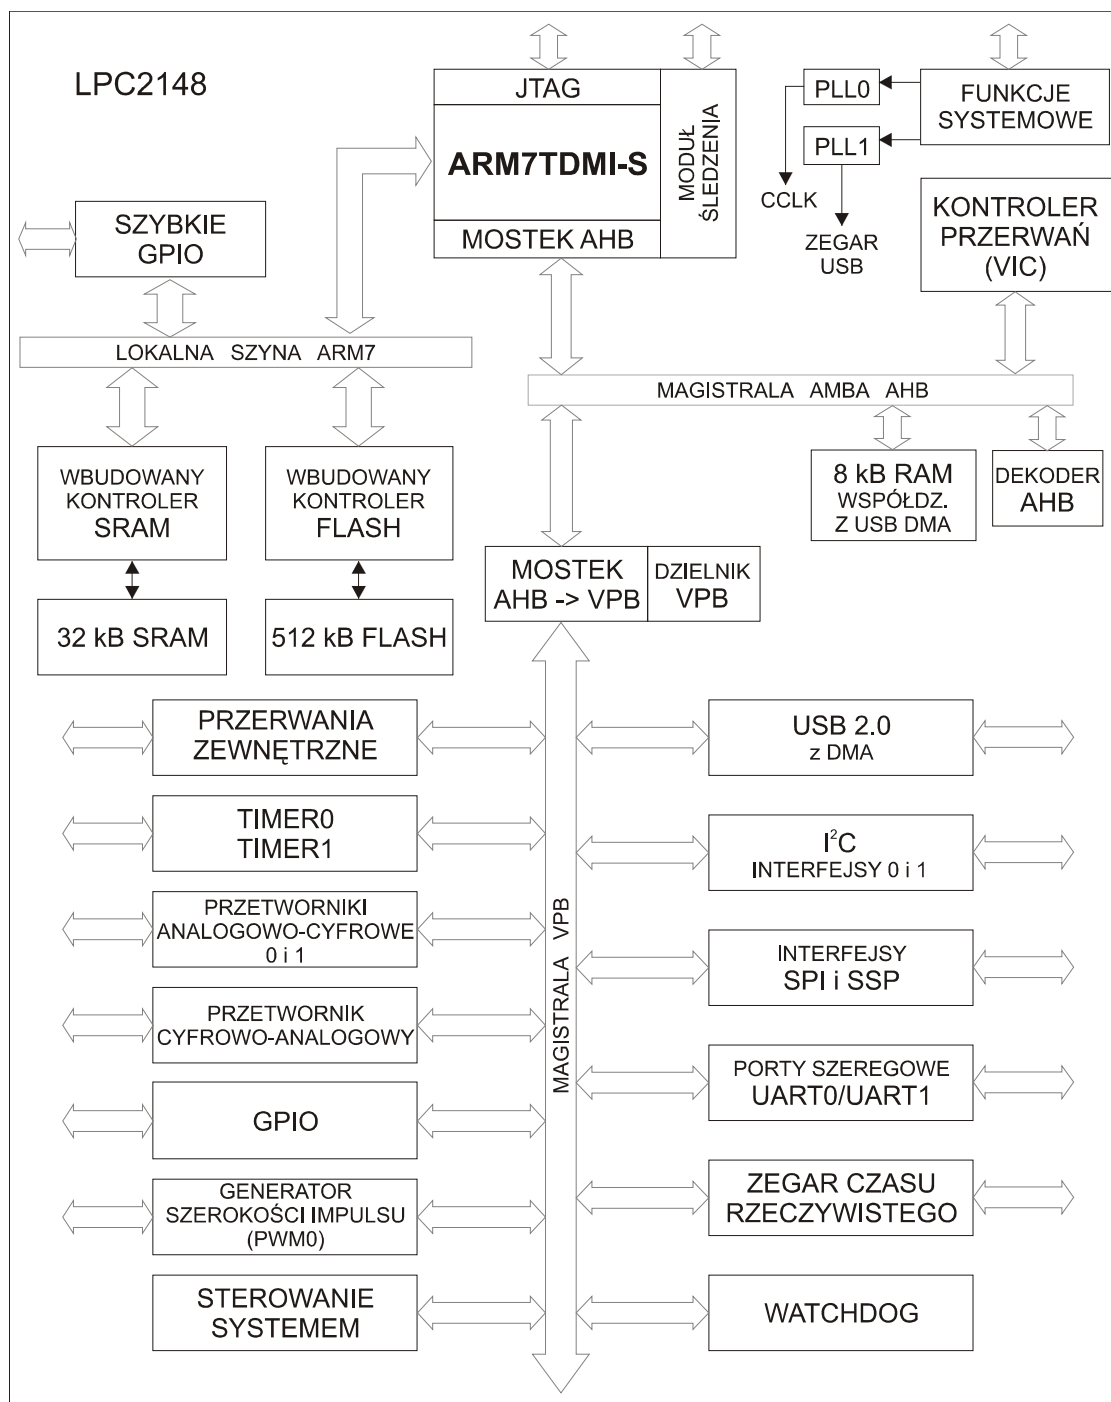 LPC2148
JTAG
ARM7TDMI-S
MOSTEK AHB
MODUŁ
ŚLEDZENIA
PLL0
PLL1
FUNKCJE
SYSTEMOWE
CCLK
ZEGAR
USB
KONTROLER
PRZERWAŃ
(VIC)
SZYBKIE
GPIO
LOKALNA SZYNA ARM7
MAGISTRALA AMBA AHB
WBUDOWANY
KONTROLER
SRAM
WBUDOWANY
KONTROLER
FLASH
8 kB RAM
WSPÓŁDZ.
Z USB DMA
DEKODER
AHB
MOSTEK
AHB -> VPB
DZIELNIK
VPB
32 kB SRAM
512 kB FLASH
PRZERWANIA
ZEWNĘTRZNE
TIMER0
TIMER1
PRZETWORNIKI
ANALOGOWO-CYFROWE
0 i 1
PRZETWORNIK
CYFROWO-ANALOGOWY
GPIO
GENERATOR
SZEROKOŚCI IMPULSU
(PWM0)
STEROWANIE
SYSTEMEM
MAGISTRALA VPB
USB 2.0
z DMA
I²C
INTERFEJSY 0 i 1
INTERFEJSY
SPI i SSP
PORTY SZEREGOWE
UART0/UART1
ZEGAR CZASU
RZECZYWISTEGO
WATCHDOG